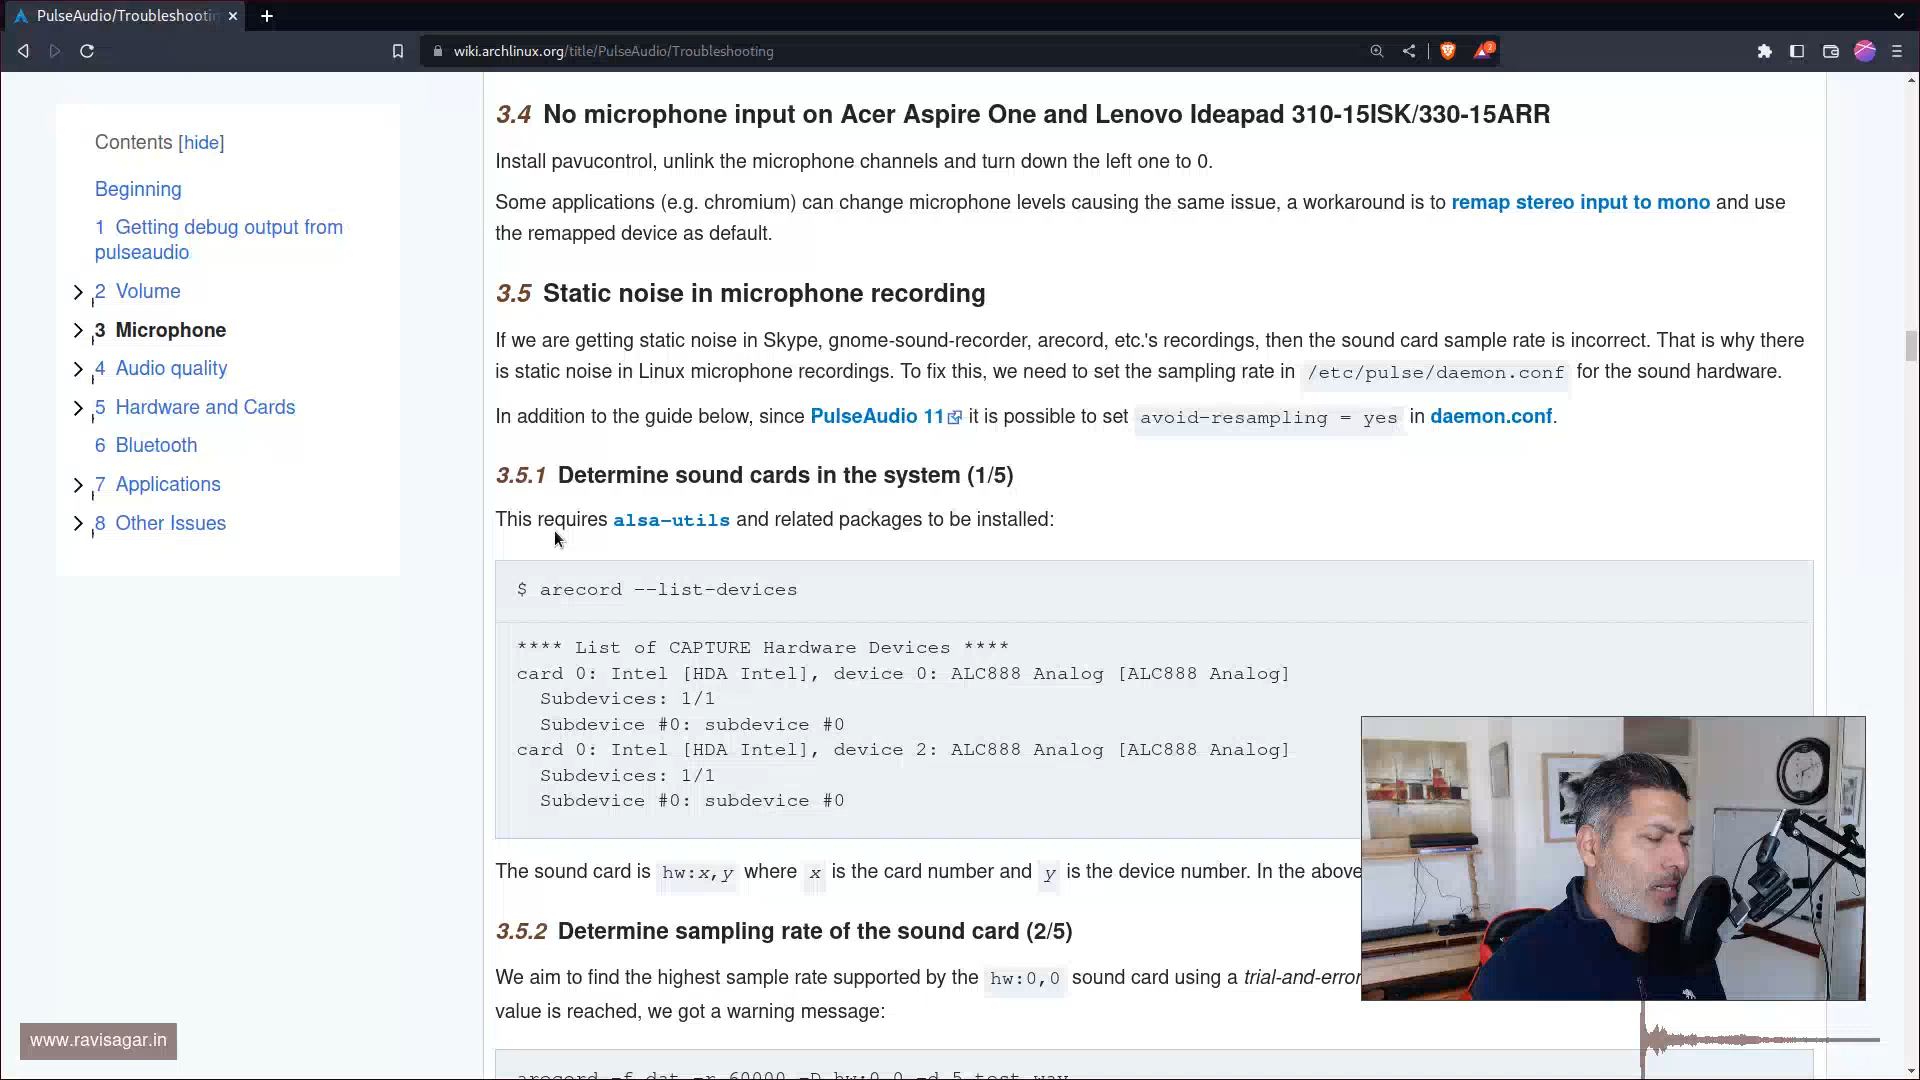 PulseAudio/Troubleshootin
wiki.archlinux.org/title/PulseAudio/Troubleshooting
2
Contents [hide]
Beginning
1 Getting debug output from
pulseaudio
2 Volume
3 Microphone
4 Audio quality
5 Hardware and Cards
6 Bluetooth
7 Applications
8 Other Issues
3.4 No microphone input on Acer Aspire One and Lenovo Ideapad 310-15ISK/330-15ARR
Install pavucontrol, unlink the microphone channels and turn down the left one to 0.
Some applications (e.g. chromium) can change microphone levels causing the same issue, a workaround is to remap stereo input to mono and use
the remapped device as default.
3.5 Static noise in microphone recording
If we are getting static noise in Skype, gnome-sound-recorder, arecord, etc.'s recordings, then the sound card sample rate is incorrect. That is why there
is static noise in Linux microphone recordings. To fix this, we need to set the sampling rate in /etc/pulse/daemon.conf for the sound hardware.
In addition to the guide below, since PulseAudio 11 it is possible to set avoid-resampling = yes in daemon.conf.
3.5.1 Determine sound cards in the system (1/5)
This requires alsa-utils and related packages to be installed:
$ arecord --list-devices
**** List of CAPTURE Hardware Devices ****
card 0: Intel [HDA Intel], device 0: ALC888 Analog [ALC888 Analog]
Subdevices: 1/1
Subdevice #0: subdevice #0
card 0: Intel [HDA Intel], device 2: ALC888 Analog [ALC888 Analog]
Subdevices: 1/1
Subdevice #0: subdevice #0
The sound card is hw:x,y where x is the card number and y is the device number. In the above
3.5.2 Determine sampling rate of the sound card (2/5)
We aim to find the highest sample rate supported by the hw:0,0 sound card using a trial-and-error
value is reached, we got a warning message:
arecord -f dat -r 60000 -D hw:0,0 -d 5 test.wav
www.ravisagar.in